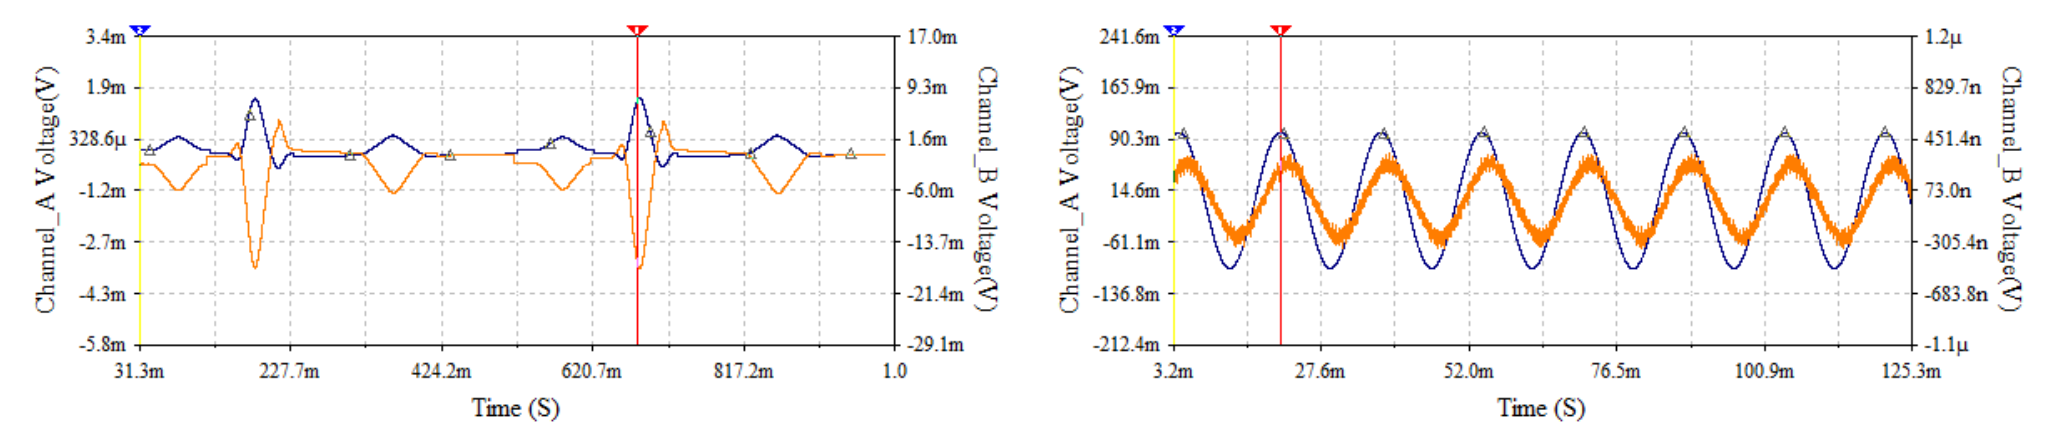 3.4m
1.9m
328.6µ
-1.2m
-2.7m
-4.3m
-5.8m
Channel_A Voltage(V)
17.0m
9.3m
1.6m
-6.0m
-13.7m
-21.4m
-29.1m
Channel_B Voltage(V)
31.3m 227.7m 424.2m 620.7m 817.2m 1.0
Time (S)
241.6m
165.9m
90.3m
14.6m
-61.1m
-136.8m
-212.4m
Channel_A Voltage(V)
1.2µ
829.7n
451.4n
73.0n
-305.4n
-683.8n
-1.1µ
Channel_B Voltage(V)
3.2m 27.6m 52.0m 76.5m 100.9m 125.3m
Time (S)